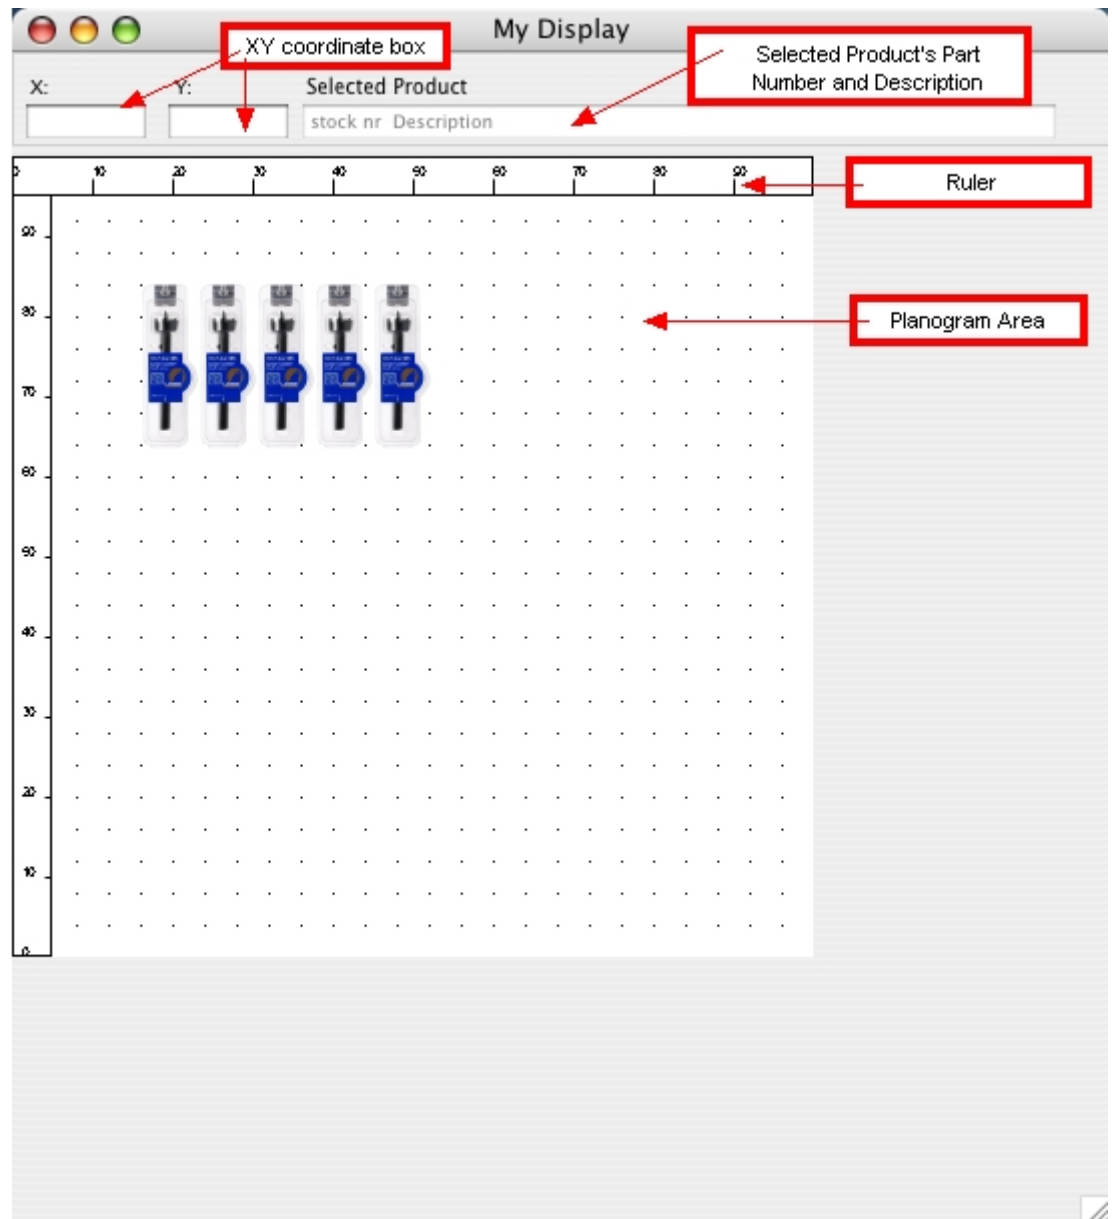 My Display
XY coordinate box
Selected Product's Part
Number and Description
X:
Y:
Selected Product
stock nr Description
0 10 20 30 40 50 60 70 80 90
Ruler
90
80
Planogram Area
70
60
50
40
30
20
10
0